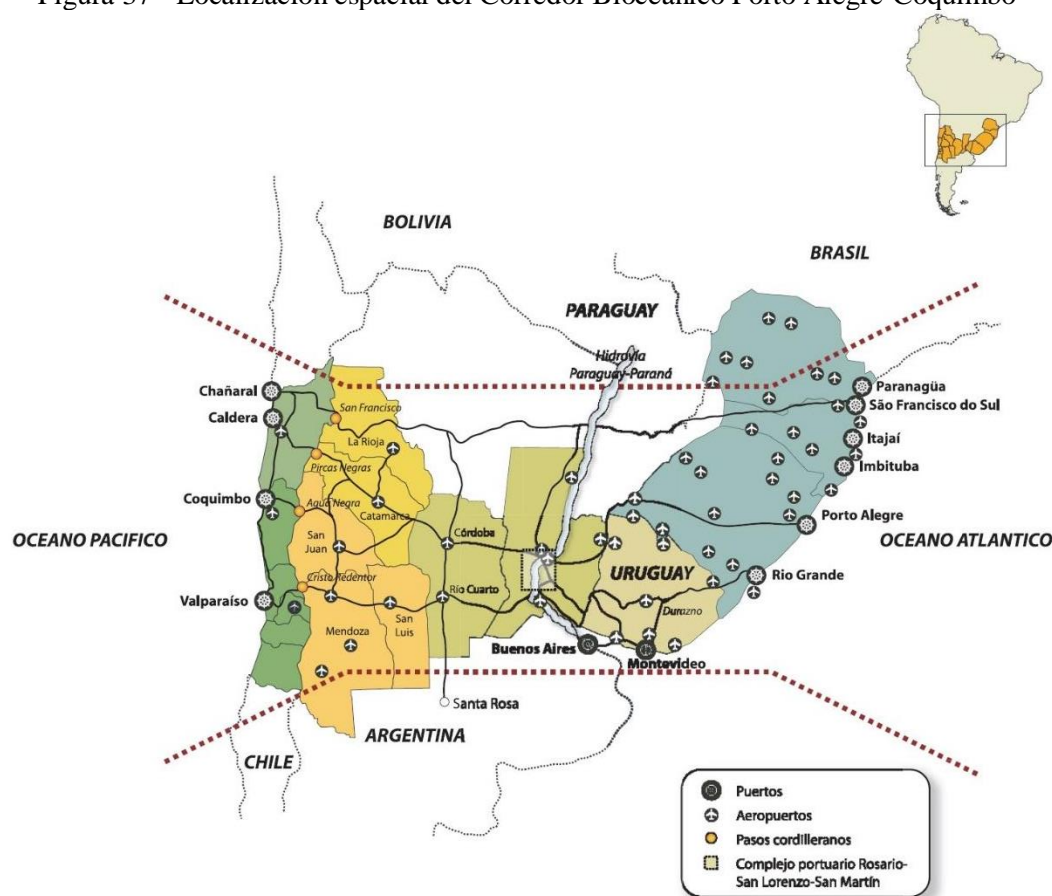 Figura 37 - Localización espacial del Corredor Bioceánico Porto Alegre-Coquimbo
BOLIVIA
BRASIL
PARAGUAY
Hidrovía
Paraguay-Paraná
Chañaral
Caldera
San Francisco
La Rioja
Pircas Negras
Coquimbo
Agua Negra
Catamarca
San
Juan
Córdoba
OCEANO PACIFICO
Cristo Redentor
Valparaíso
Río Cuarto
San
Luis
Mendoza
URUGUAY
Durazno
Buenos Aires
Montevideo
Paranagüa
São Francisco do Sul
Itajaí
Imbituba
Porto Alegre
OCEANO ATLANTICO
Rio Grande
Santa Rosa
ARGENTINA
CHILE
Puertos
Aeropuertos
Pasos cordilleranos
Complejo portuario Rosario-
San Lorenzo-San Martín